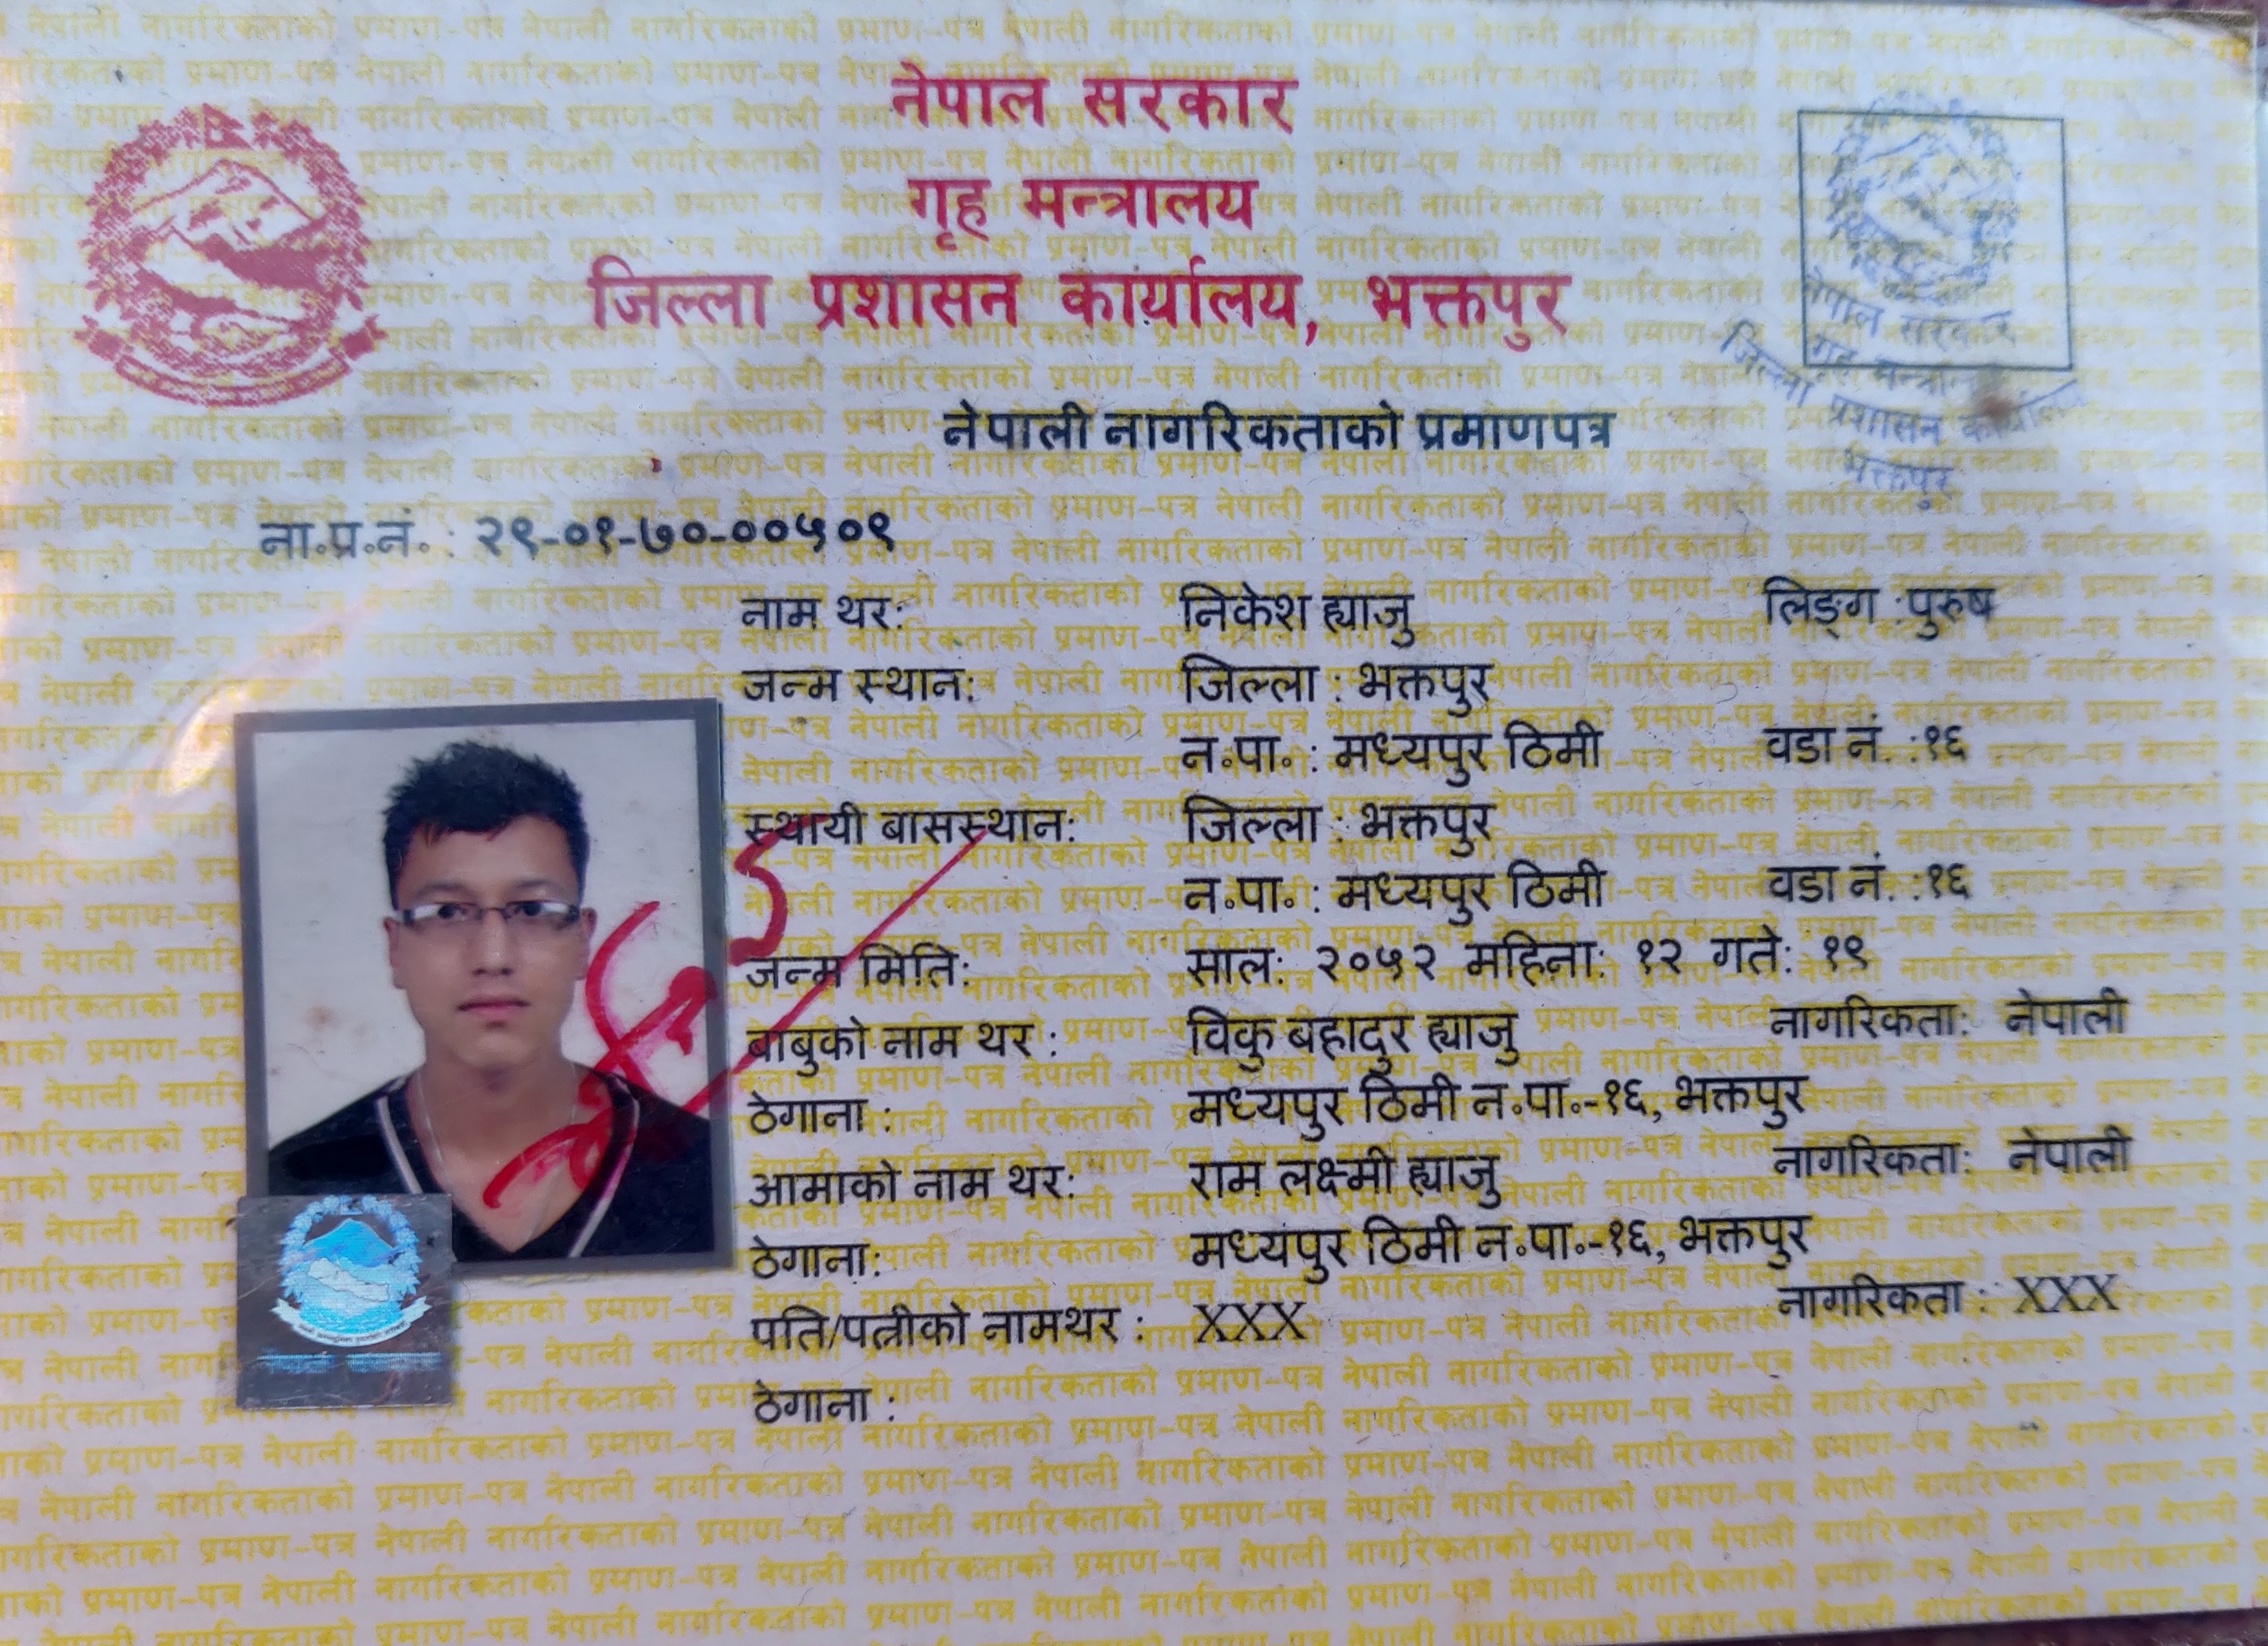 नेपाल सरकार
गृह मन्त्रालय
जिल्ला प्रशासन कार्यालय, भक्तपुर
नेपाल सरकार
गृह मन्त्रालय
जिल्ला प्रशासन कार्यालय
भक्तपुर
नेपाली नागरिकताको प्रमाणपत्र
ना.प्र.नं. : २९-०१-७०-००५०९
नाम थर: निकेश ह्याजु लिङ्ग : पुरुष
जन्म स्थान: जिल्ला : भक्तपुर
न.पा. : मध्यपुर ठिमी वडा नं. : १६
स्थायी बासस्थान: जिल्ला : भक्तपुर
न.पा. : मध्यपुर ठिमी वडा नं. : १६
जन्म मिति: साल: २०५२ महिना: १२ गते: १९
बाबुको नाम थर : विकु बहादुर ह्याजु नागरिकता: नेपाली
ठेगाना : मध्यपुर ठिमी न.पा.-१६, भक्तपुर
आमाको नाम थर: राम लक्ष्मी ह्याजु नागरिकता: नेपाली
ठेगाना: मध्यपुर ठिमी न.पा.-१६, भक्तपुर
पति/पत्नीको नामथर : XXX नागरिकता : XXX
ठेगाना :